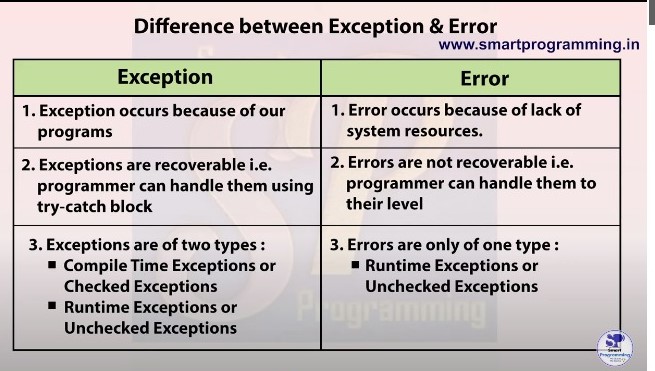 Difference between Exception & Error
www.smartprogramming.in
Exception
Error
1. Exception occurs because of our
programs
1. Error occurs because of lack of
system resources.
2. Exceptions are recoverable i.e.
programmer can handle them using
try-catch block
2. Errors are not recoverable i.e.
programmer can handle them to
their level
3. Exceptions are of two types :
■ Compile Time Exceptions or
Checked Exceptions
■ Runtime Exceptions or
Unchecked Exceptions
3. Errors are only of one type :
■ Runtime Exceptions or
Unchecked Exceptions
Programming
SP
Smart
Programming